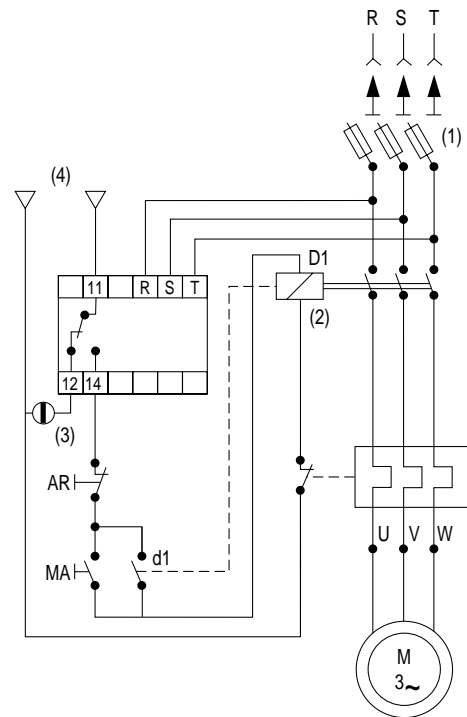 R S T
(1)
(4)
11 R S T
D1
(2)
12 14
(3)
AR
MA d1
U V W
M
3~